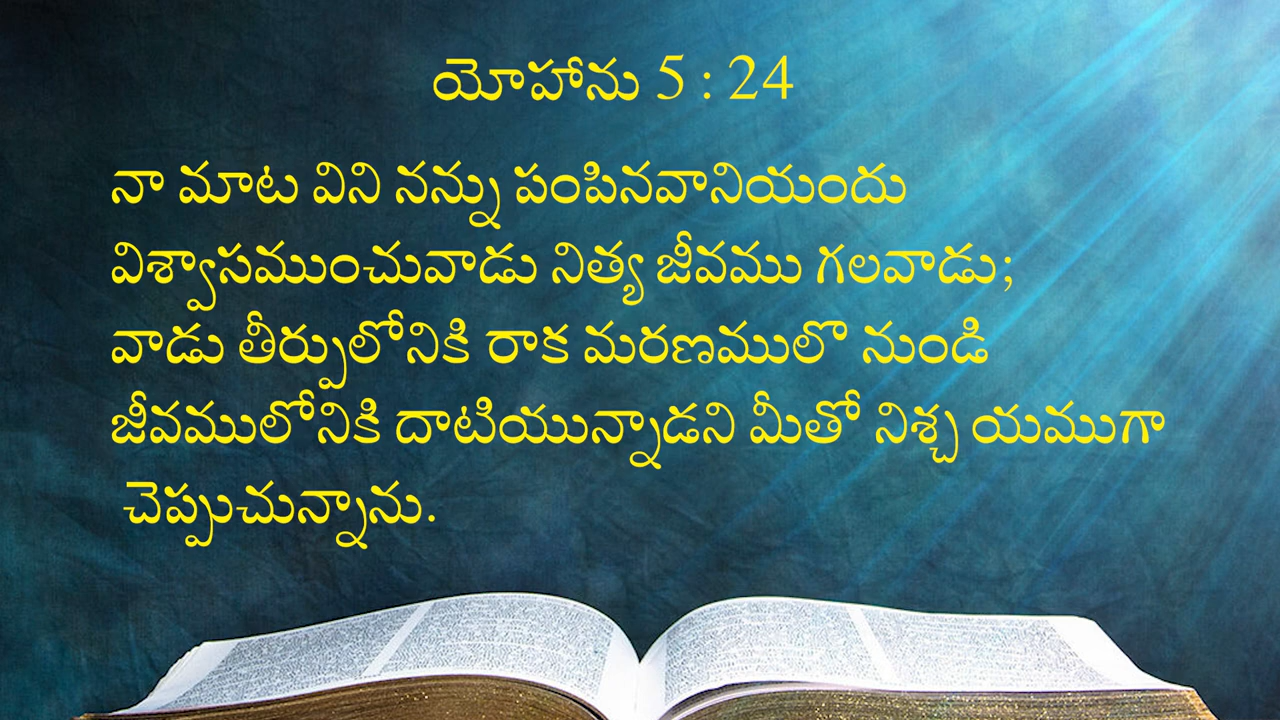 యోహాను 5 : 24
నా మాట విని నన్ను పంపినవానియందు
విశ్వాసముంచువాడు నిత్య జీవము గలవాడు;
వాడు తీర్పులోనికి రాక మరణములొ నుండి
జీవములోనికి దాటియున్నాడని మీతో నిశ్చ యముగా
చెప్పుచున్నాను.